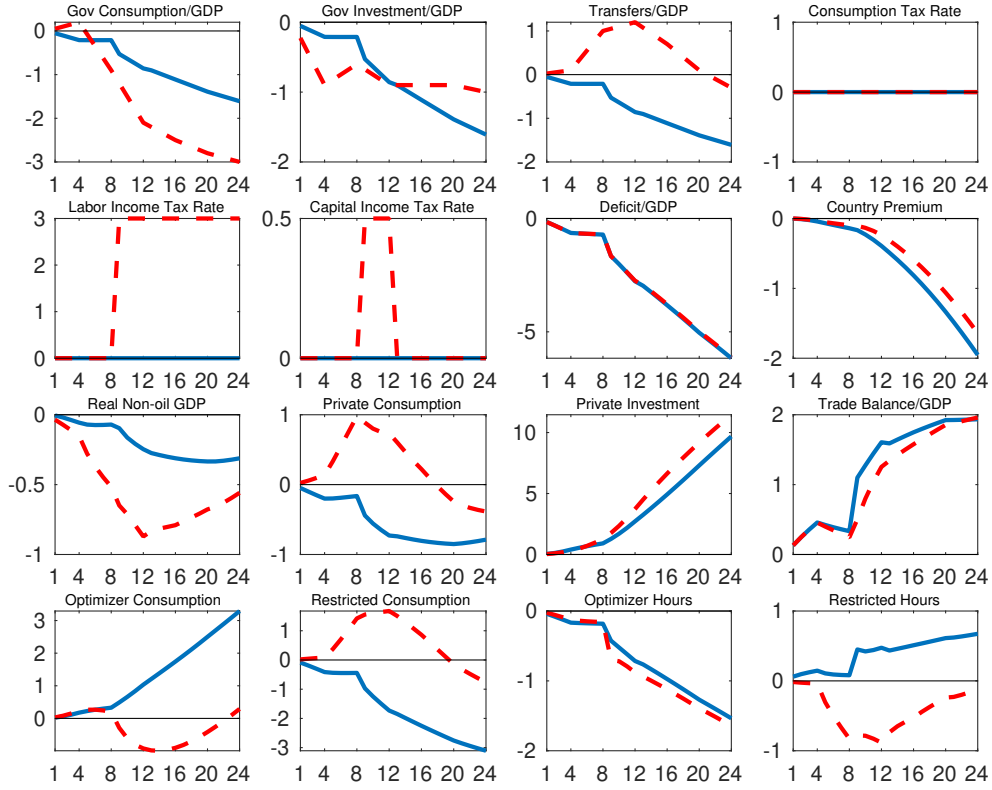 Gov Consumption/GDP Gov Investment/GDP Transfers/GDP Consumption Tax Rate
0 0 1 1
-1 -1 0 0
-2 -1
-3 -2 -1
1 4 8 12 16 20 24 1 4 8 12 16 20 24 1 4 8 12 16 20 24 1 4 8 12 16 20 24
Labor Income Tax Rate Capital Income Tax Rate Deficit/GDP Country Premium
3 0.5 0 0
2 -1
1 -5
0 0 -2
1 4 8 12 16 20 24 1 4 8 12 16 20 24 1 4 8 12 16 20 24 1 4 8 12 16 20 24
Real Non-oil GDP Private Consumption Private Investment Trade Balance/GDP
0 1 10 2
-0.5 0 5 1
-1 -1 0 0
1 4 8 12 16 20 24 1 4 8 12 16 20 24 1 4 8 12 16 20 24 1 4 8 12 16 20 24
Optimizer Consumption Restricted Consumption Optimizer Hours Restricted Hours
3 1 0 1
2 0 -1 0
1 -1
0 -2
-3 -2 -1
1 4 8 12 16 20 24 1 4 8 12 16 20 24 1 4 8 12 16 20 24 1 4 8 12 16 20 24